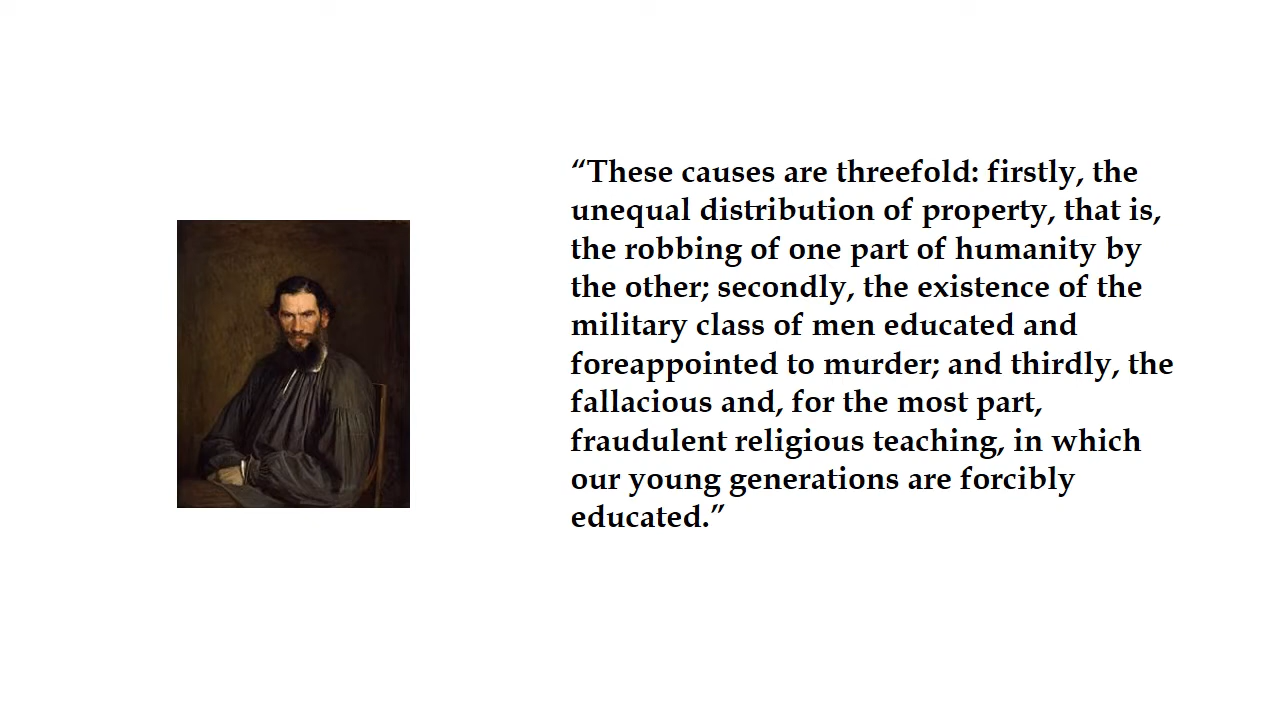 “These causes are threefold: firstly, the
unequal distribution of property, that is,
the robbing of one part of humanity by
the other; secondly, the existence of the
military class of men educated and
foreappointed to murder; and thirdly, the
fallacious and, for the most part,
fraudulent religious teaching, in which
our young generations are forcibly
educated.”